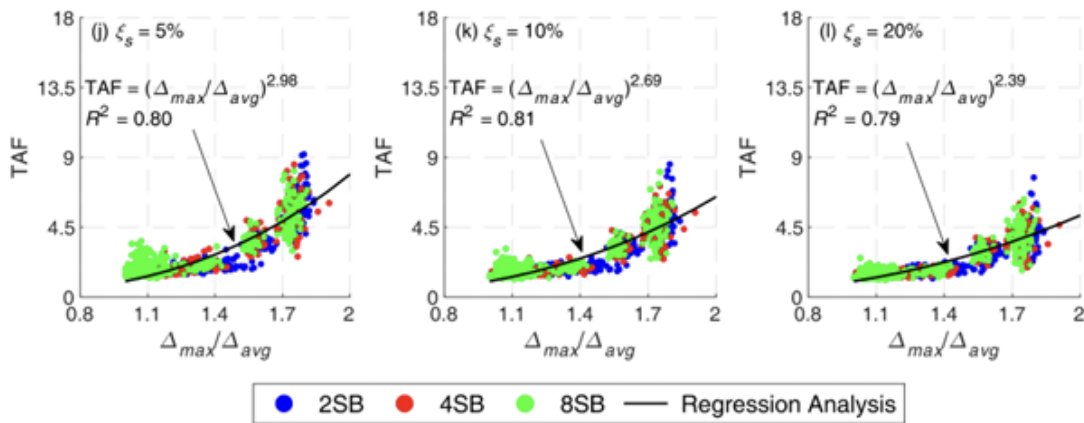 18
13.5
9
4.5
0
TAF
(j) ξs = 5%
TAF = (Δmax/Δavg)^2.98
R² = 0.80
0.8 1.1 1.4 1.7 2
Δmax/Δavg
18
13.5
9
4.5
0
TAF
(k) ξs = 10%
TAF = (Δmax/Δavg)^2.69
R² = 0.81
0.8 1.1 1.4 1.7 2
Δmax/Δavg
18
13.5
9
4.5
0
TAF
(l) ξs = 20%
TAF = (Δmax/Δavg)^2.39
R² = 0.79
0.8 1.1 1.4 1.7 2
Δmax/Δavg
2SB 4SB 8SB Regression Analysis